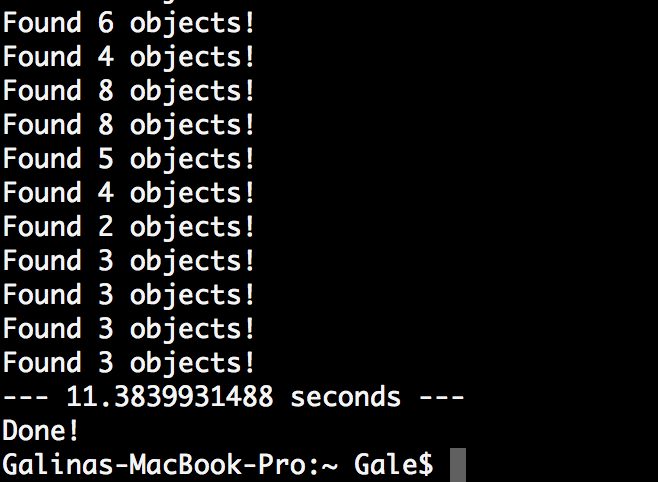 Found 6 objects!
Found 4 objects!
Found 8 objects!
Found 8 objects!
Found 5 objects!
Found 4 objects!
Found 2 objects!
Found 3 objects!
Found 3 objects!
Found 3 objects!
Found 3 objects!
--- 11.3839931488 seconds ---
Done!
Galinas-MacBook-Pro:~ Gale$